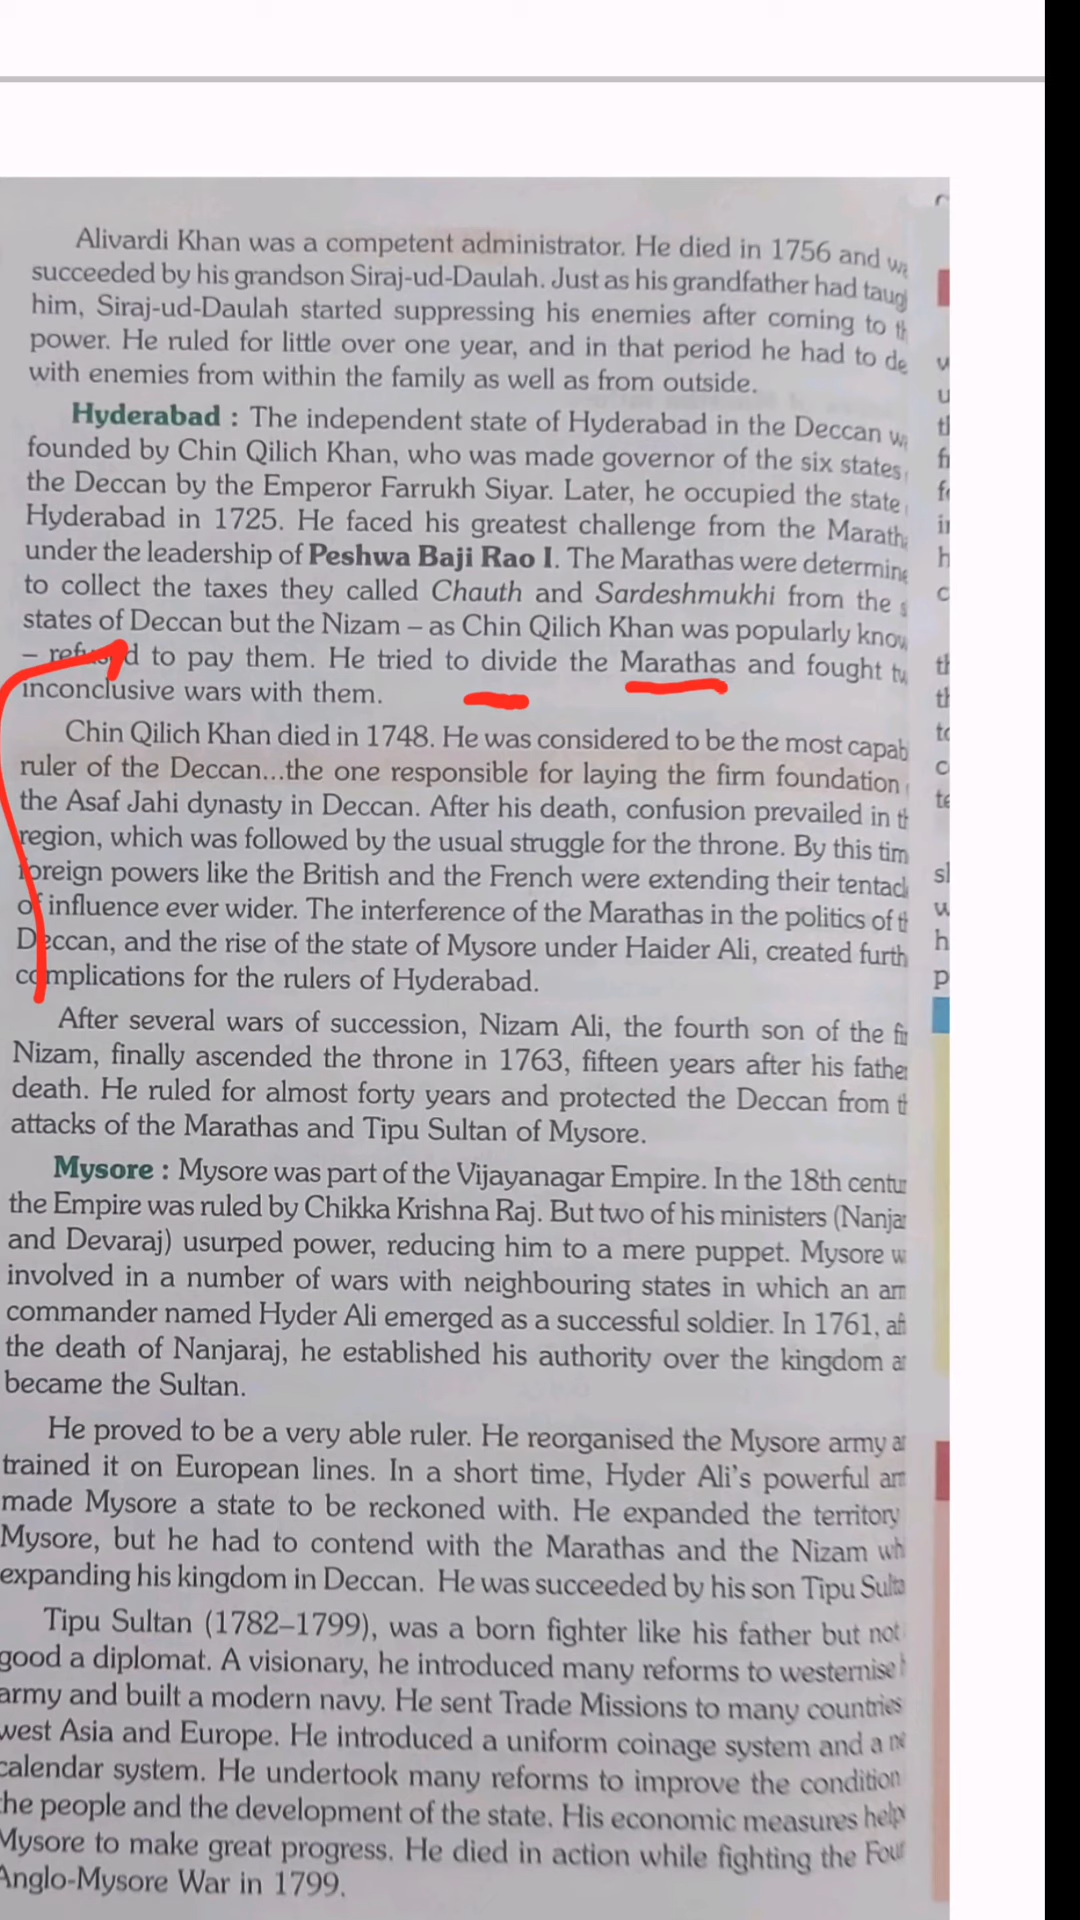 Alivardi Khan was a competent administrator. He died in 1756 and
succeeded by his grandson Siraj-ud-Daulah. Just as his grandfather had
him, Siraj-ud-Daulah started suppressing his enemies after coming to
power. He ruled for little over one year, and in that period he had to
with enemies from within the family as well as from outside.
Hyderabad : The independent state of Hyderabad in the Deccan
founded by Chin Qilich Khan, who was made governor of the six states
the Deccan by the Emperor Farrukh Siyar. Later, he occupied the state
Hyderabad in 1725. He faced his greatest challenge from the
under the leadership of Peshwa Baji Rao I. The Marathas were
to collect the taxes they called Chauth and Sardeshmukhi from the
states of Deccan but the Nizam – as Chin Qilich Khan was popularly
– refused to pay them. He tried to divide the Marathas and fought
inconclusive wars with them.
Chin Qilich Khan died in 1748. He was considered to be the most
ruler of the Deccan...the one responsible for laying the firm foundation
the Asaf Jahi dynasty in Deccan. After his death, confusion prevailed in
region, which was followed by the usual struggle for the throne. By this
foreign powers like the British and the French were extending their
of influence ever wider. The interference of the Marathas in the politics of
Deccan, and the rise of the state of Mysore under Haider Ali, created
complications for the rulers of Hyderabad.
After several wars of succession, Nizam Ali, the fourth son of the
Nizam, finally ascended the throne in 1763, fifteen years after his
death. He ruled for almost forty years and protected the Deccan from
attacks of the Marathas and Tipu Sultan of Mysore.
Mysore : Mysore was part of the Vijayanagar Empire. In the 18th
the Empire was ruled by Chikka Krishna Raj. But two of his ministers
and Devaraj) usurped power, reducing him to a mere puppet. Mysore
involved in a number of wars with neighbouring states in which an
commander named Hyder Ali emerged as a successful soldier. In 1761,
the death of Nanjaraj, he established his authority over the kingdom
became the Sultan.
He proved to be a very able ruler. He reorganised the Mysore army
trained it on European lines. In a short time, Hyder Ali's powerful
made Mysore a state to be reckoned with. He expanded the territory
Mysore, but he had to contend with the Marathas and the Nizam
expanding his kingdom in Deccan. He was succeeded by his son Tipu
Tipu Sultan (1782–1799), was a born fighter like his father but not
good a diplomat. A visionary, he introduced many reforms to westernise
army and built a modern navy. He sent Trade Missions to many countries
west Asia and Europe. He introduced a uniform coinage system and a
calendar system. He undertook many reforms to improve the condition
the people and the development of the state. His economic measures
Mysore to make great progress. He died in action while fighting the
Anglo-Mysore War in 1799.